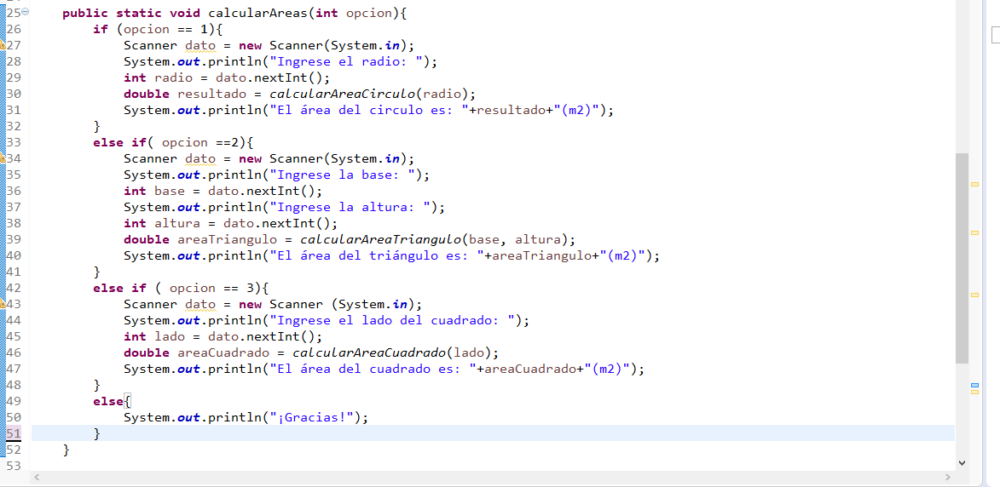 25 public static void calcularAreas(int opcion){
26 if (opcion == 1){
27 Scanner dato = new Scanner(System.in);
28 System.out.println("Ingrese el radio: ");
29 int radio = dato.nextInt();
30 double resultado = calcularAreaCirculo(radio);
31 System.out.println("El área del circulo es: "+resultado+"(m2)");
32 }
33 else if( opcion ==2){
34 Scanner dato = new Scanner(System.in);
35 System.out.println("Ingrese la base: ");
36 int base = dato.nextInt();
37 System.out.println("Ingrese la altura: ");
38 int altura = dato.nextInt();
39 double areaTriangulo = calcularAreaTriangulo(base, altura);
40 System.out.println("El área del triángulo es: "+areaTriangulo+"(m2)");
41 }
42 else if ( opcion == 3){
43 Scanner dato = new Scanner (System.in);
44 System.out.println("Ingrese el lado del cuadrado: ");
45 int lado = dato.nextInt();
46 double areaCuadrado = calcularAreaCuadrado(lado);
47 System.out.println("El área del cuadrado es: "+areaCuadrado+"(m2)");
48 }
49 else{
50 System.out.println("¡Gracias!");
51 }
52 }
53